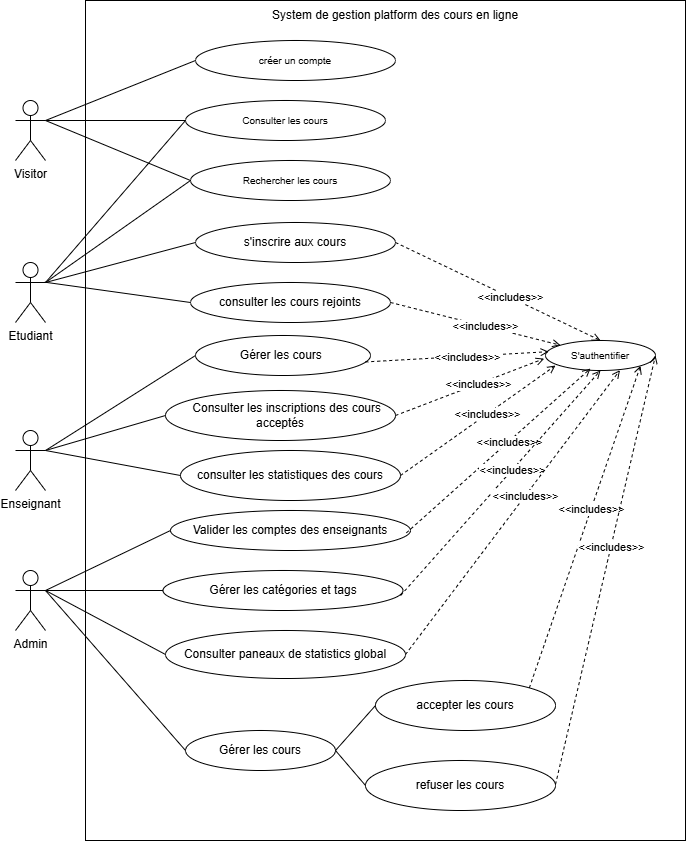 System de gestion platform des cours en ligne
créer un compte
Consulter les cours
Visitor
Rechercher les cours
s'inscrire aux cours
<<includes>>
Etudiant
consulter les cours rejoints
<<includes>>
Gérer les cours
<<includes>>
S'authentifier
<<includes>>
Consulter les inscriptions des cours
acceptés
<<includes>>
<<includes>>
consulter les statistiques des cours
<<includes>>
Enseignant
<<includes>>
<<includes>>
Valider les comptes des enseignants
<<includes>>
Gérer les catégories et tags
Admin
Consulter paneaux de statistics global
accepter les cours
Gérer les cours
refuser les cours